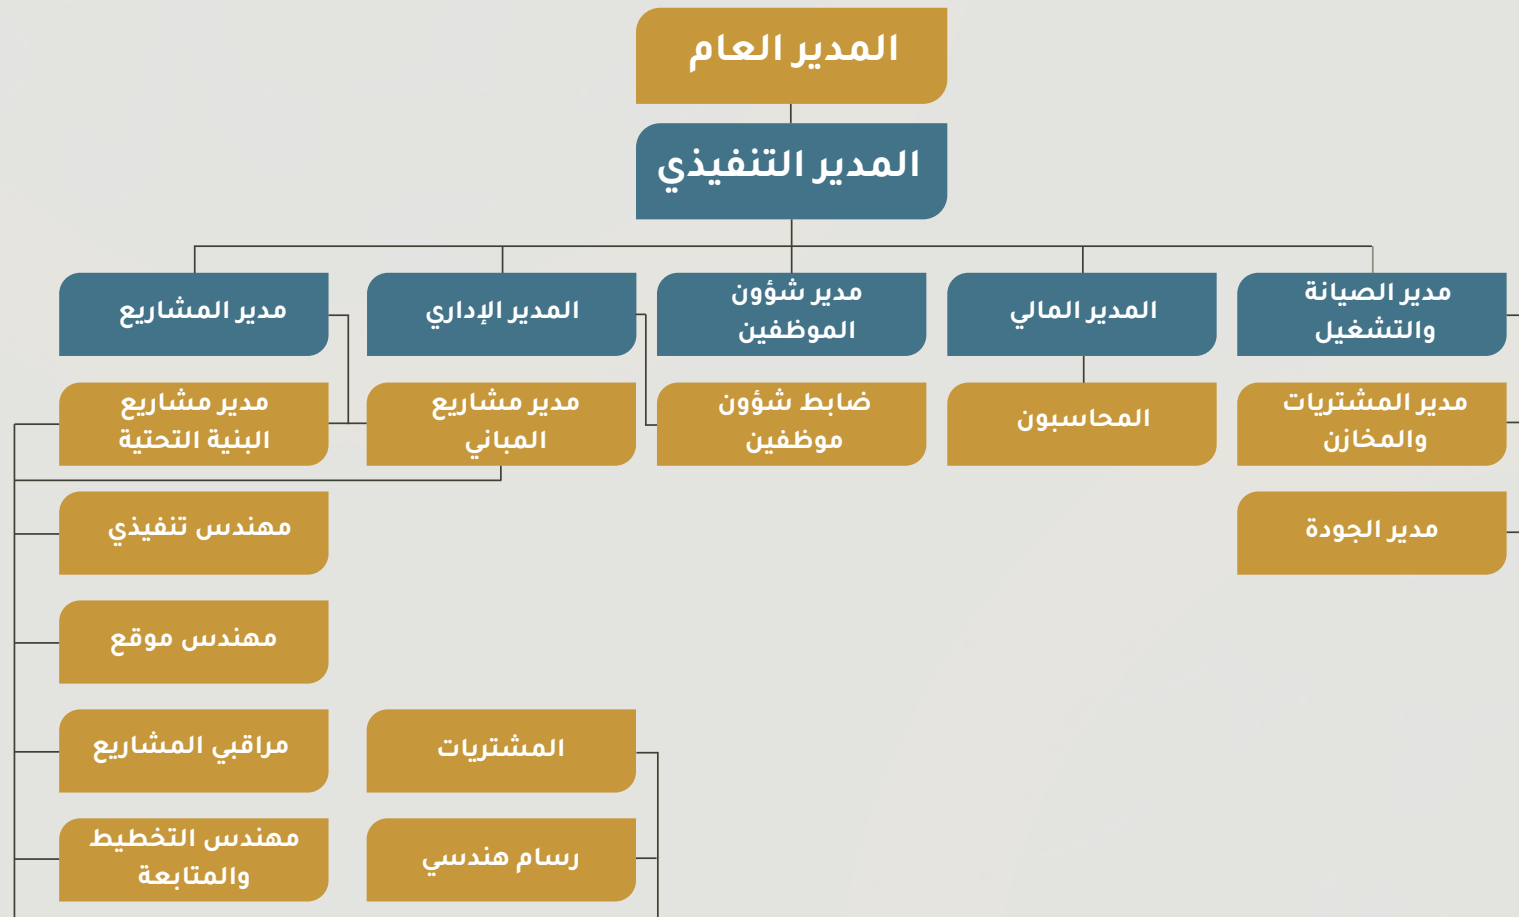 المدير العام
المدير التنفيذي
مدير الصيانة
والتشغيل
المدير المالي
مدير شؤون
الموظفين
المدير الإداري
مدير المشاريع
مدير المشتريات
والمخازن
المحاسبون
ضابط شؤون
موظفين
مدير مشاريع
المباني
مدير مشاريع
البنية التحتية
مدير الجودة
مهندس تنفيذي
مهندس موقع
المشتريات
مراقبي المشاريع
رسام هندسي
مهندس التخطيط
والمتابعة